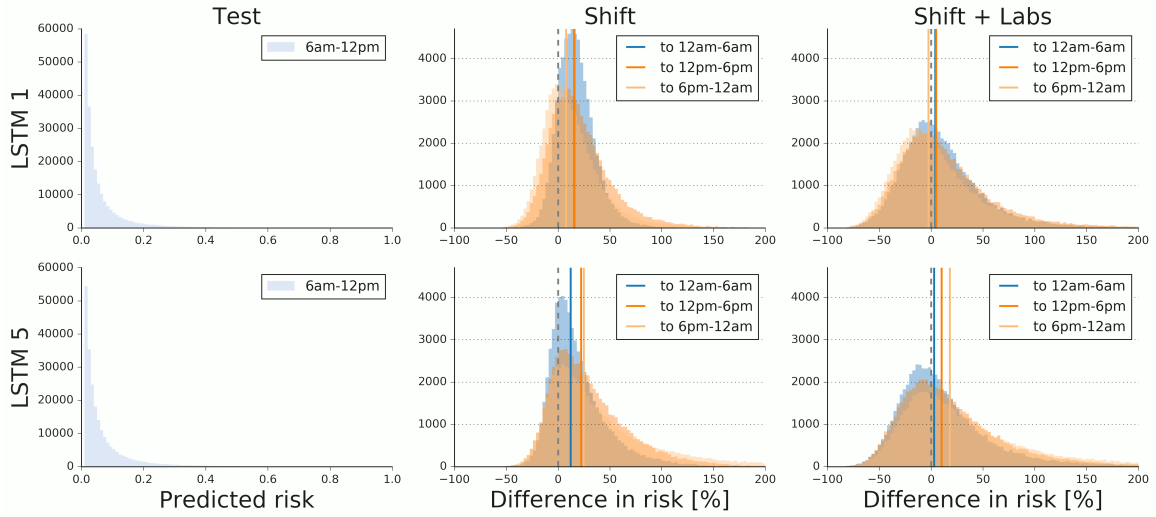 Test
Shift
Shift + Labs
LSTM 1
60000
50000
40000
30000
20000
10000
0
0.0 0.2 0.4 0.6 0.8 1.0
6am-12pm
4000
3000
2000
1000
0
−100 −50 0 50 100 150 200
to 12am-6am
to 12pm-6pm
to 6pm-12am
4000
3000
2000
1000
0
−100 −50 0 50 100 150 200
to 12am-6am
to 12pm-6pm
to 6pm-12am
LSTM 5
60000
50000
40000
30000
20000
10000
0
0.0 0.2 0.4 0.6 0.8 1.0
6am-12pm
Predicted risk
4000
3000
2000
1000
0
−100 −50 0 50 100 150 200
to 12am-6am
to 12pm-6pm
to 6pm-12am
Difference in risk [%]
4000
3000
2000
1000
0
−100 −50 0 50 100 150 200
to 12am-6am
to 12pm-6pm
to 6pm-12am
Difference in risk [%]